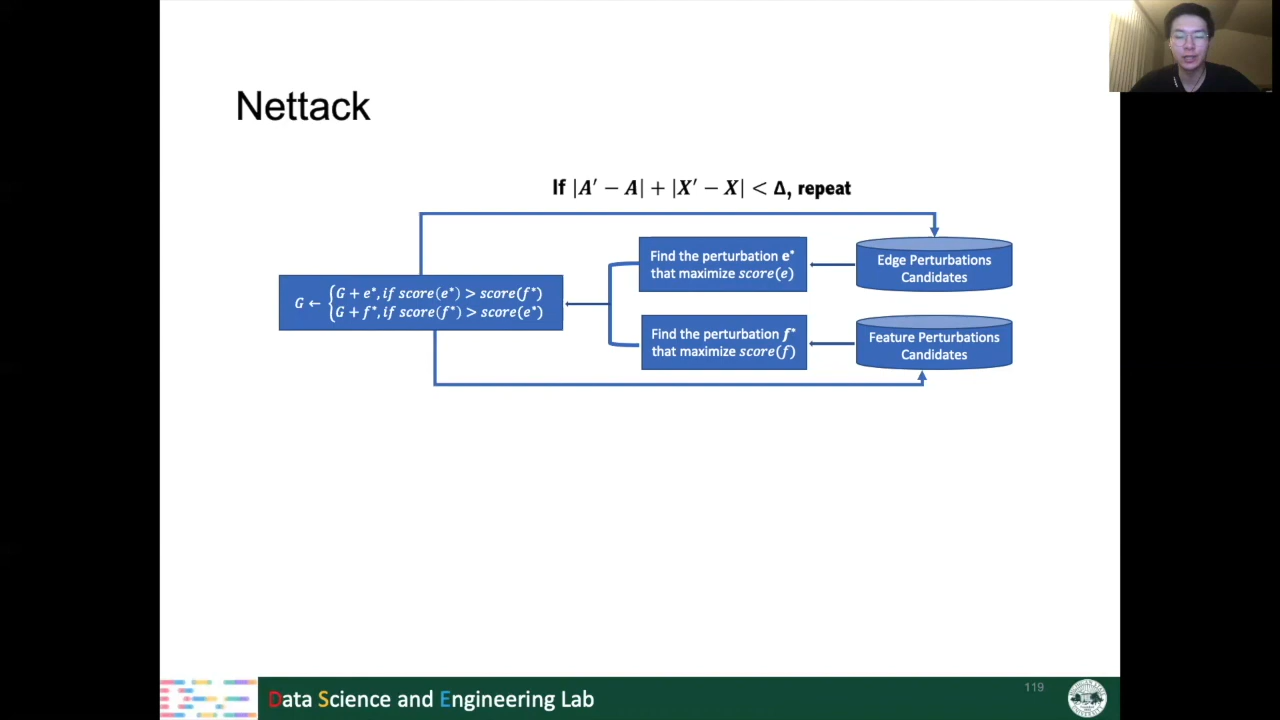 Nettack
If |A′ − A| + |X′ − X| < Δ, repeat
Find the perturbation e*
that maximize score(e)
Edge Perturbations
Candidates
G ← { G + e*, if score(e*) > score(f*)
G + f*, if score(f*) > score(e*)
Find the perturbation f*
that maximize score(f)
Feature Perturbations
Candidates
Data Science and Engineering Lab
119